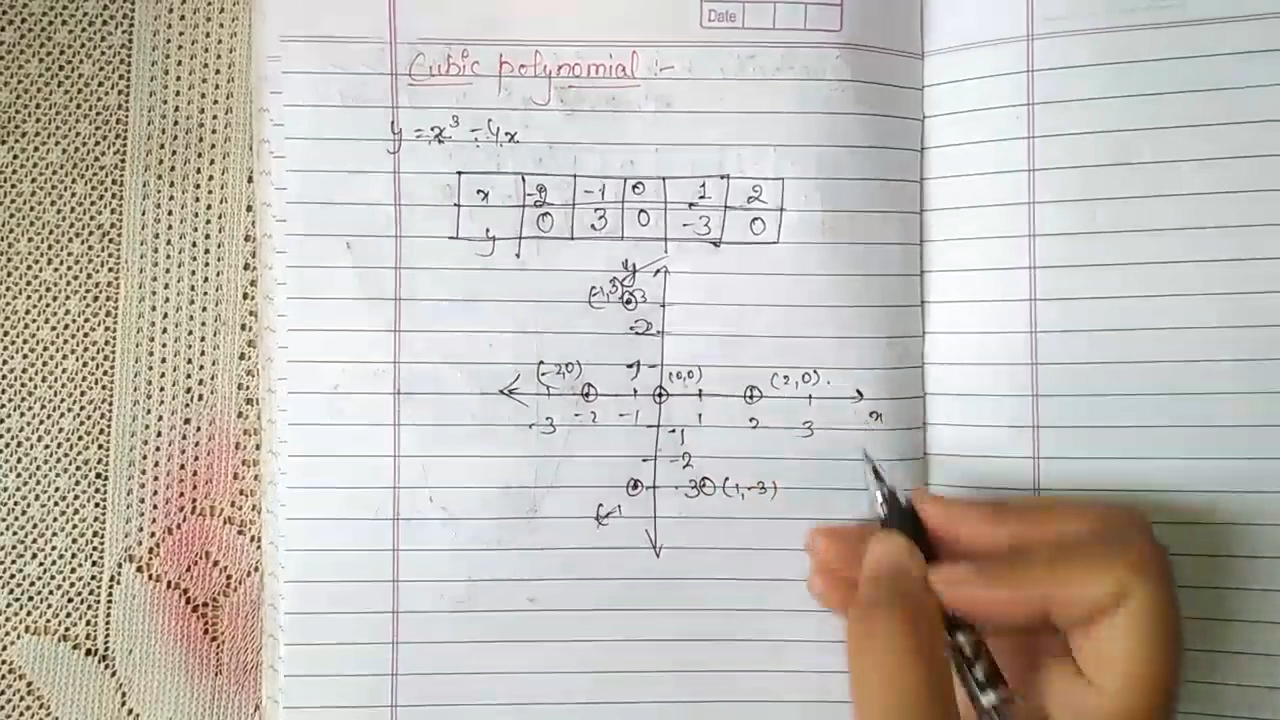 Date
Cubic polynomial :-
y = x³ - 4x
x -2 -1 0 1 2
y 0 3 0 -3 0
y
(-1,3) 3
-2
1
(-2,0) (0,0) (2,0).
-3 -2 -1 1 2 3 x
-1
-2
-3 (1,-3)
(-1